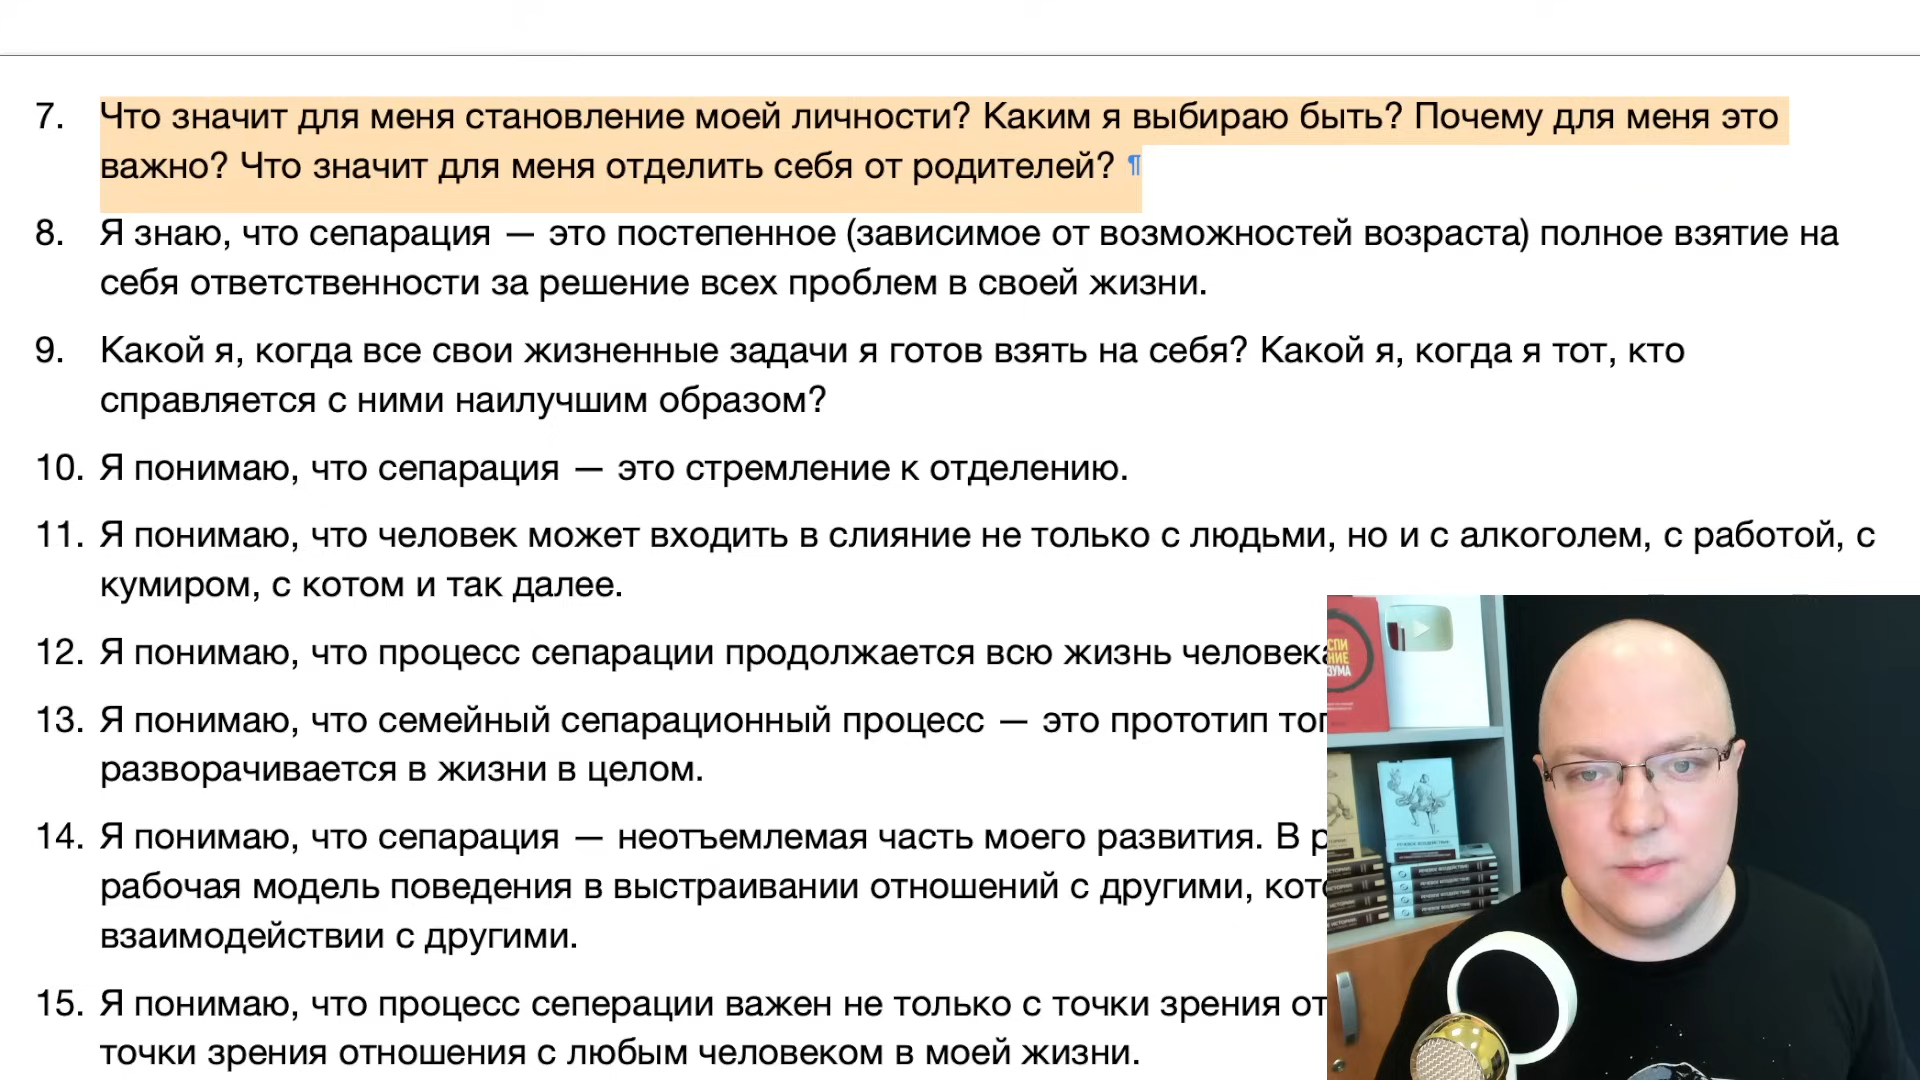 7. Что значит для меня становление моей личности? Каким я выбираю быть? Почему для меня это
важно? Что значит для меня отделить себя от родителей? ¶
8. Я знаю, что сепарация — это постепенное (зависимое от возможностей возраста) полное взятие на
себя ответственности за решение всех проблем в своей жизни.
9. Какой я, когда все свои жизненные задачи я готов взять на себя? Какой я, когда я тот, кто
справляется с ними наилучшим образом?
10. Я понимаю, что сепарация — это стремление к отделению.
11. Я понимаю, что человек может входить в слияние не только с людьми, но и с алкоголем, с работой, с
кумиром, с котом и так далее.
12. Я понимаю, что процесс сепарации продолжается всю жизнь человека
13. Я понимаю, что семейный сепарационный процесс — это прототип
разворачивается в жизни в целом.
14. Я понимаю, что сепарация — неотъемлемая часть моего развития. В
рабочая модель поведения в выстраивании отношений с другими,
взаимодействии с другими.
15. Я понимаю, что процесс сеперации важен не только с точки зрения
точки зрения отношения с любым человеком в моей жизни.
РЕЧЕВОЕ ВОЗДЕЙСТВИЕ